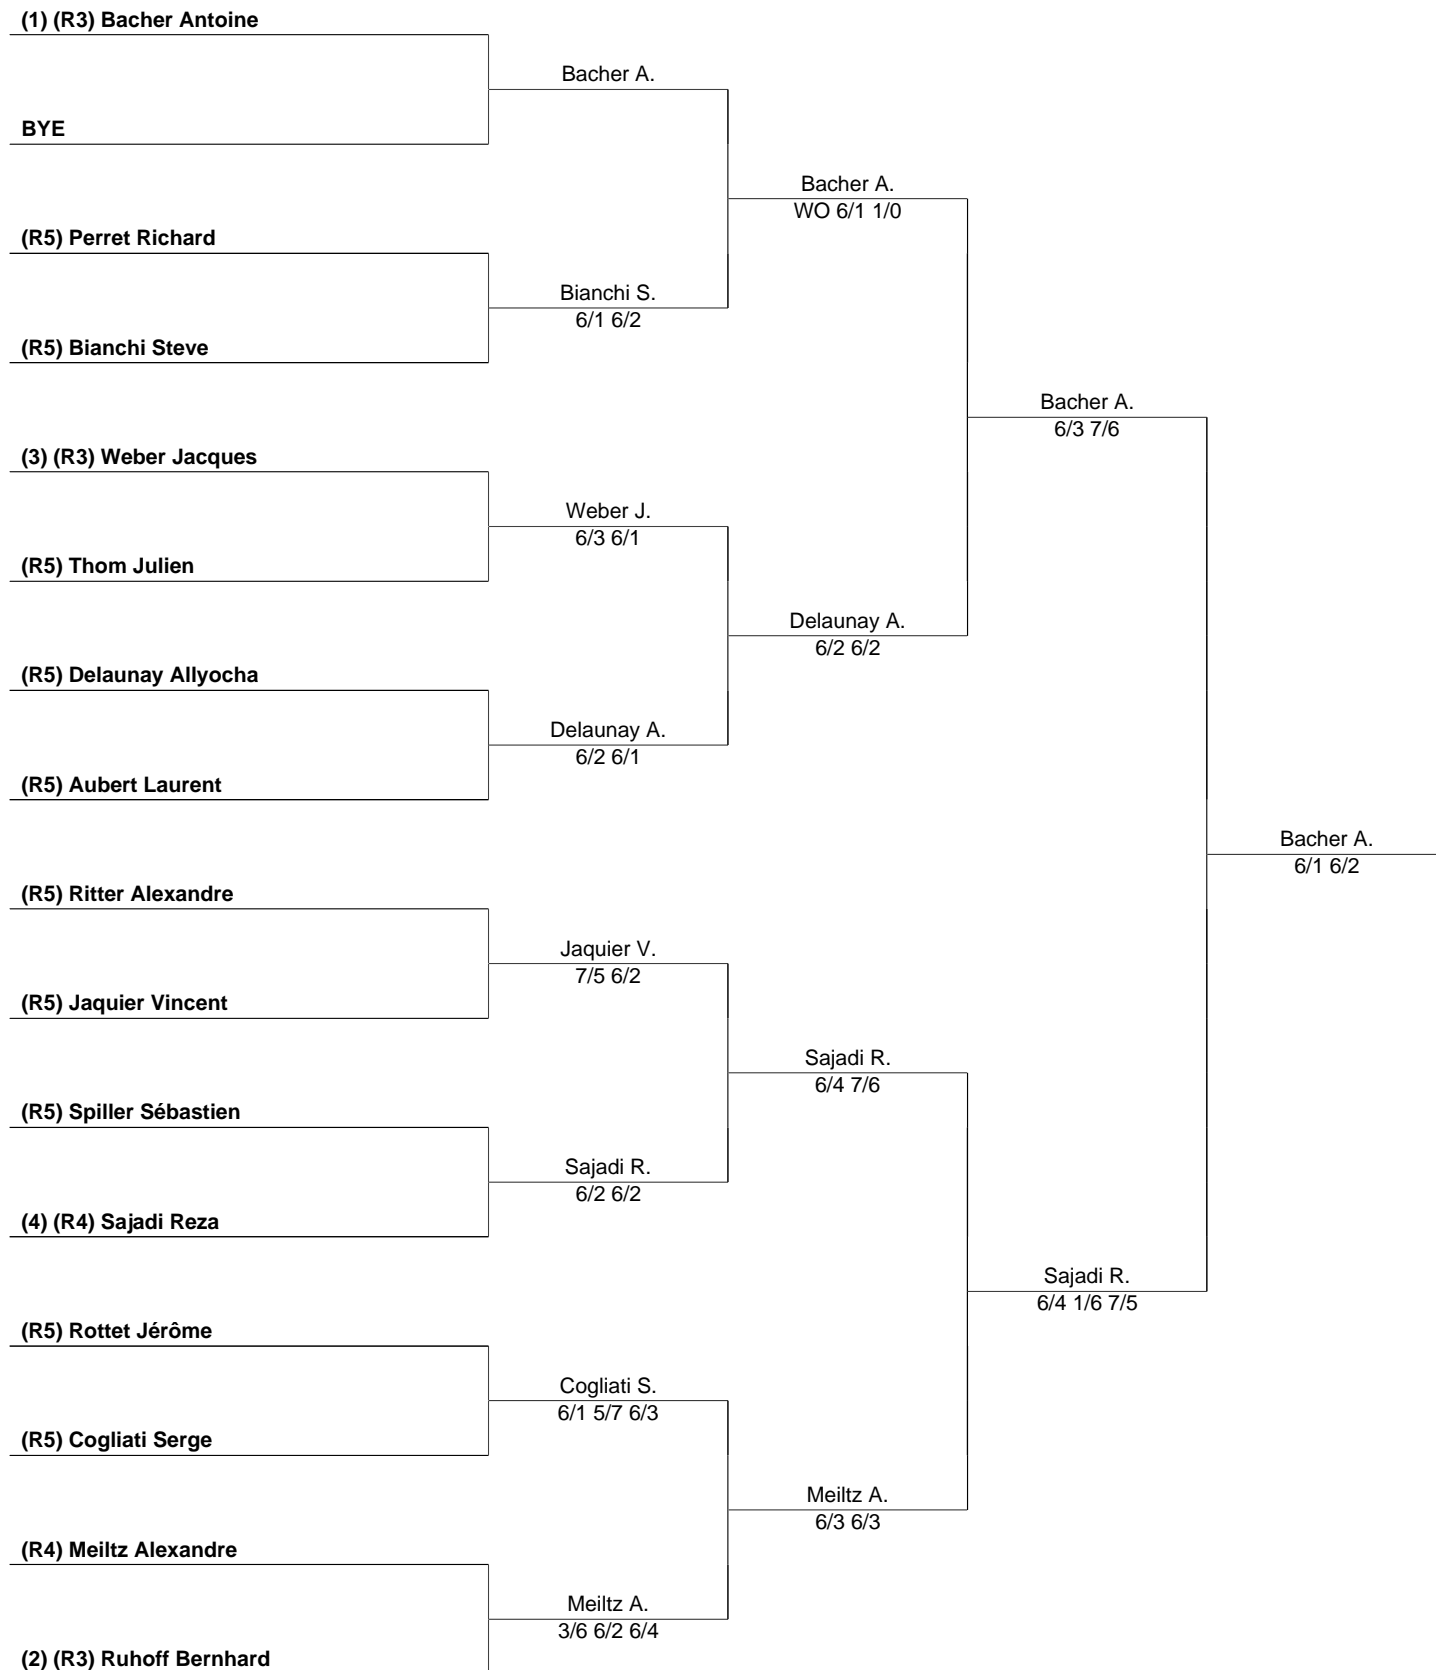 (1) (R3) Bacher Antoine
Bacher A.
BYE
Bacher A.
WO 6/1 1/0
(R5) Perret Richard
Bianchi S.
6/1 6/2
(R5) Bianchi Steve
Bacher A.
6/3 7/6
(3) (R3) Weber Jacques
Weber J.
6/3 6/1
(R5) Thom Julien
Delaunay A.
6/2 6/2
(R5) Delaunay Allyocha
Delaunay A.
6/2 6/1
(R5) Aubert Laurent
Bacher A.
6/1 6/2
(R5) Ritter Alexandre
Jaquier V.
7/5 6/2
(R5) Jaquier Vincent
Sajadi R.
6/4 7/6
(R5) Spiller Sébastien
Sajadi R.
6/2 6/2
(4) (R4) Sajadi Reza
Sajadi R.
6/4 1/6 7/5
(R5) Rottet Jérôme
Cogliati S.
6/1 5/7 6/3
(R5) Cogliati Serge
Meiltz A.
6/3 6/3
(R4) Meiltz Alexandre
Meiltz A.
3/6 6/2 6/4
(2) (R3) Ruhoff Bernhard